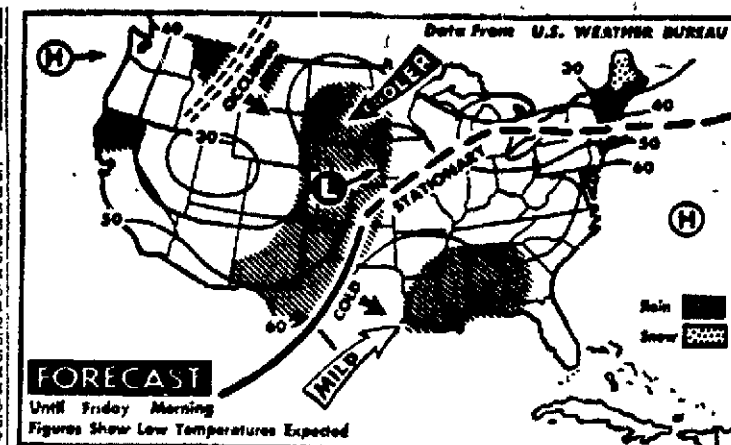 Data From U.S. WEATHER BUREAU
H
40
OCCLUDED
COOLER
30
40
50
60
30
L
STATIONARY
50
H
60
COLD
MILD
Rain
Snow
FORECAST
Until Friday Morning
Figures Show Low Temperatures Expected